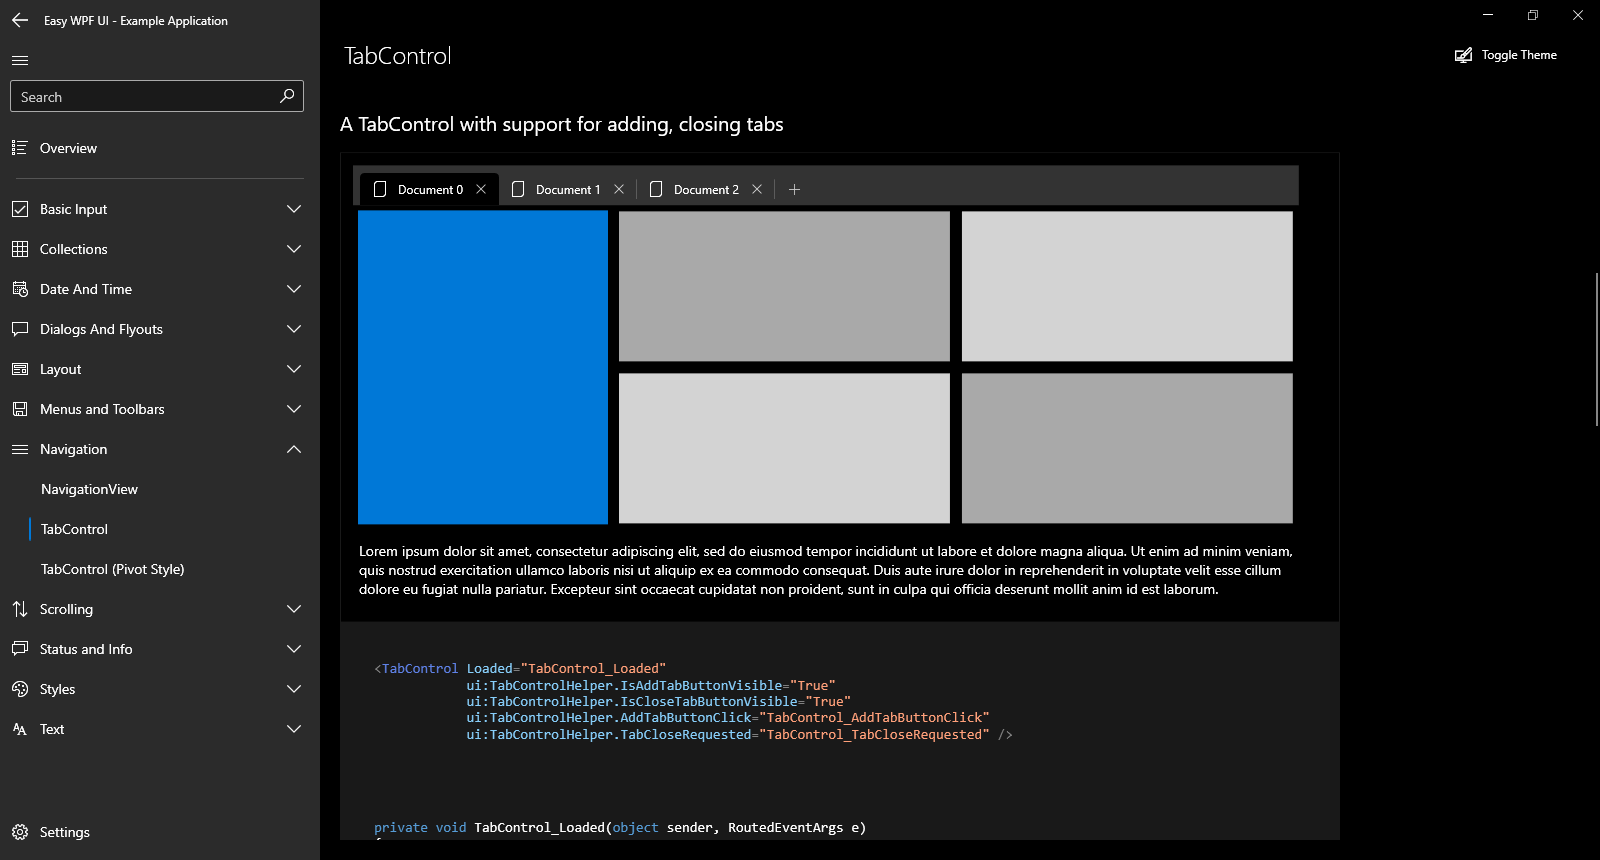 Easy WPF UI - Example Application
Search
Overview
Basic Input
Collections
Date And Time
Dialogs And Flyouts
Layout
Menus and Toolbars
Navigation
NavigationView
TabControl
TabControl (Pivot Style)
Scrolling
Status and Info
Styles
Text
Settings
TabControl
Toggle Theme
A TabControl with support for adding, closing tabs
Document 0
Document 1
Document 2
Lorem ipsum dolor sit amet, consectetur adipiscing elit, sed do eiusmod tempor incididunt ut labore et dolore magna aliqua. Ut enim ad minim veniam,
quis nostrud exercitation ullamco laboris nisi ut aliquip ex ea commodo consequat. Duis aute irure dolor in reprehenderit in voluptate velit esse cillum
dolore eu fugiat nulla pariatur. Excepteur sint occaecat cupidatat non proident, sunt in culpa qui officia deserunt mollit anim id est laborum.
<TabControl Loaded="TabControl_Loaded"
ui:TabControlHelper.IsAddTabButtonVisible="True"
ui:TabControlHelper.IsCloseTabButtonVisible="True"
ui:TabControlHelper.AddTabButtonClick="TabControl_AddTabButtonClick"
ui:TabControlHelper.TabCloseRequested="TabControl_TabCloseRequested" />
private void TabControl_Loaded(object sender, RoutedEventArgs e)